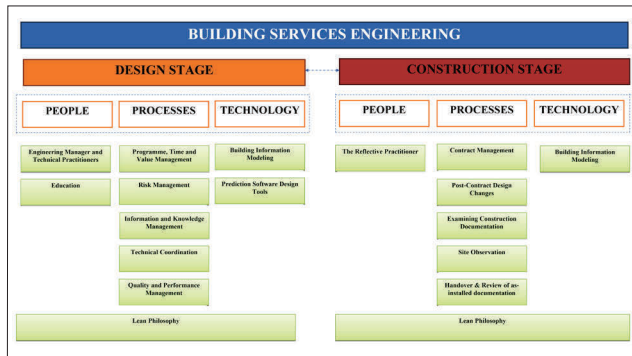 BUILDING SERVICES ENGINEERING
DESIGN STAGE
CONSTRUCTION STAGE
PEOPLE
PROCESSES
TECHNOLOGY
PEOPLE
PROCESSES
TECHNOLOGY
Engineering Manager and
Technical Practitioners
Programme, Time and
Value Management
Building Information
Modeling
The Reflective Practitioner
Contract Management
Building Information
Modeling
Education
Risk Management
Prediction Software Design
Tools
Post-Contract Design
Changes
Information and Knowledge
Management
Examining Construction
Documentation
Technical Coordination
Site Observation
Quality and Performance
Management
Handover & Review of as-
installed documentation
Lean Philosophy
Lean Philosophy